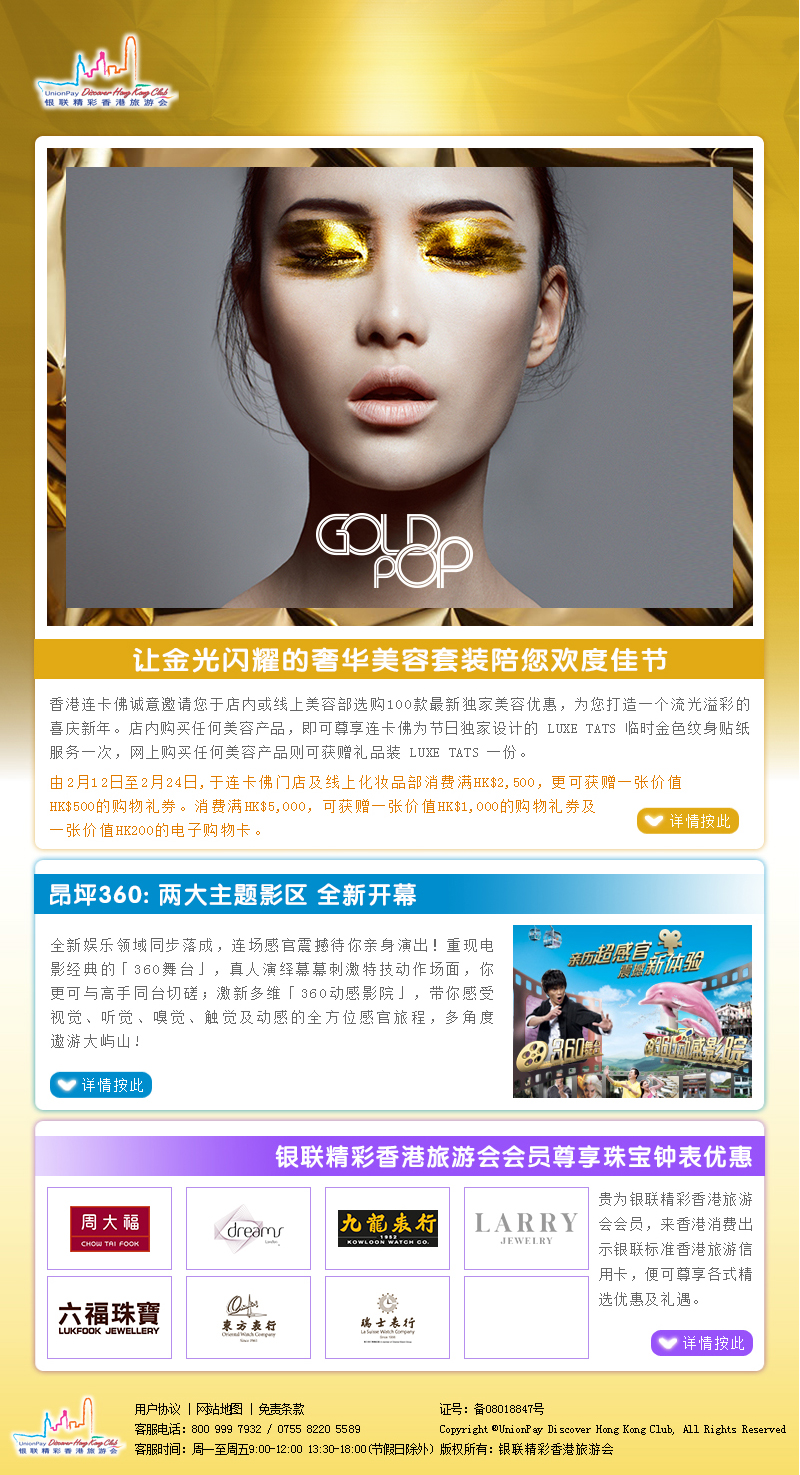 UnionPay Discover Hong Kong Club
银联精彩香港旅游会
GOLD
POP
让金光闪耀的奢华美容套装陪您欢度佳节
香港连卡佛诚意邀请您于店内或线上美容部选购100款最新独家美容优惠，为您打造一个流光溢彩的
喜庆新年。店内购买任何美容产品，即可尊享连卡佛为节日独家设计的 LUXE TATS 临时金色纹身贴纸
服务一次，网上购买任何美容产品则可获赠礼品装 LUXE TATS 一份。
由2月12日至2月24日,于连卡佛门店及线上化妆品部消费满HK$2,500，更可获赠一张价值
HK$500的购物礼券。消费满HK$5,000，可获赠一张价值HK$1,000的购物礼券及
一张价值HK200的电子购物卡。
详情按此
昂坪360: 两大主题影区 全新开幕
全新娱乐领域同步落成，连场感官震撼待你亲身演出！重现电
影经典的「360舞台」，真人演绎幕幕刺激特技动作场面，你
更可与高手同台切磋；激新多维「360动感影院」，带你感受
视觉、听觉、嗅觉、触觉及动感的全方位感官旅程，多角度
遨游大屿山！
详情按此
亲历超感官
震撼新体验
360舞台
360动感影院
银联精彩香港旅游会会员尊享珠宝钟表优惠
周大福
CHOW TAI FOOK
dreams
London
九龍表行
1952
KOWLOON WATCH CO.
LARRY
JEWELRY
六福珠寶
LUKFOOK JEWELLERY
東方表行
Oriental Watch Company
Since 1961
瑞士表行
La Suisse Watch Company
贵为银联精彩香港旅游
会会员，来香港消费出
示银联标准香港旅游信
用卡，便可尊享各式精
选优惠及礼遇。
详情按此
UnionPay Discover Hong Kong Club
银联精彩香港旅游会
用户协议 | 网站地图 | 免责条款
客服电话：800 999 7932 / 0755 8220 5589
客服时间：周一至周五9:00-12:00 13:30-18:00(节假日除外)
证号：备08018847号
Copyright ©UnionPay Discover Hong Kong Club, All Rights Reserved
版权所有：银联精彩香港旅游会